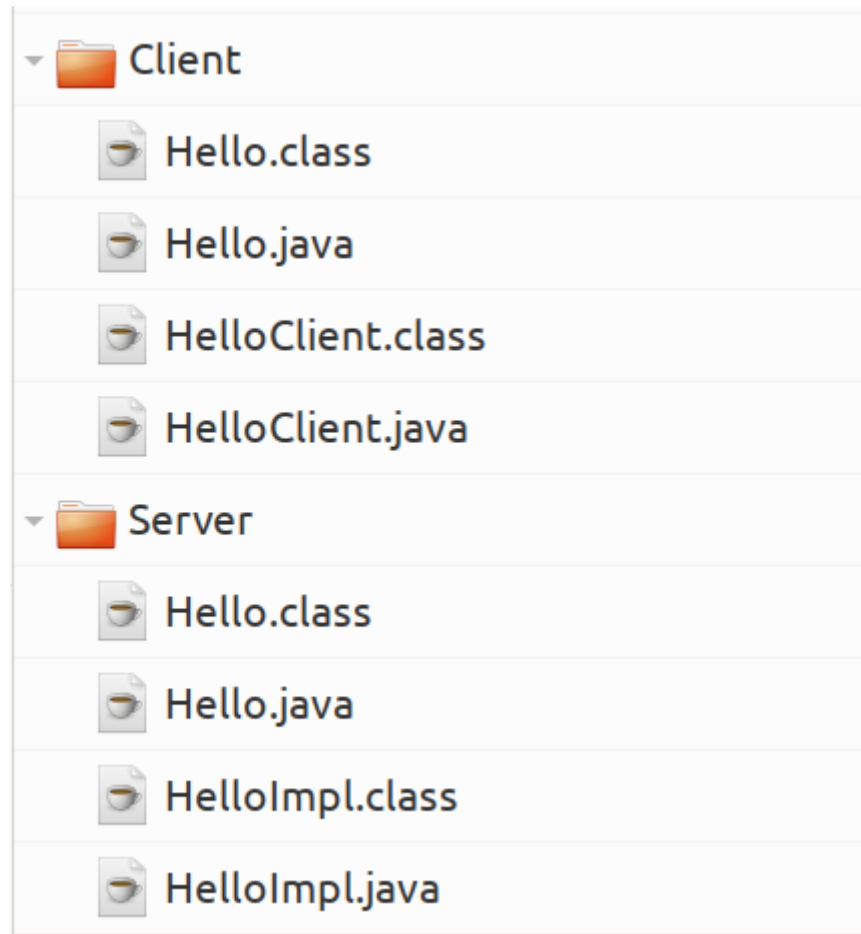 Client
Hello.class
Hello.java
HelloClient.class
HelloClient.java
Server
Hello.class
Hello.java
HelloImpl.class
HelloImpl.java